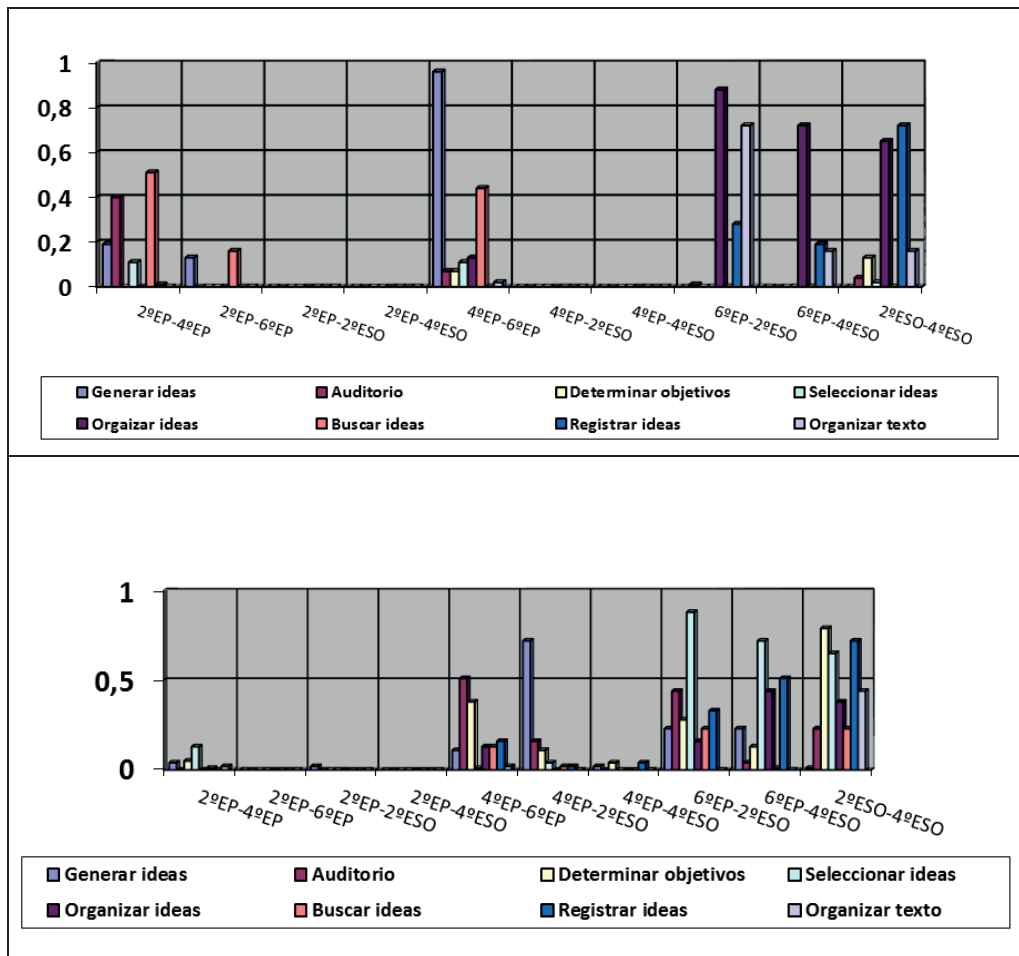 1
0,8
0,6
0,4
0,2
0
2ºEP-4ºEP
2ºEP-6ºEP
2ºEP-2ºESO
2ºEP-4ºESO
4ºEP-6ºEP
4ºEP-2ºESO
4ºEP-4ºESO
6ºEP-2ºESO
6ºEP-4ºESO
2ºESO-4ºESO
Generar ideas Auditorio Determinar objetivos Seleccionar ideas
Orgaizar ideas Buscar ideas Registrar ideas Organizar texto
1
0,5
0
2ºEP-4ºEP
2ºEP-6ºEP
2ºEP-2ºESO
2ºEP-4ºESO
4ºEP-6ºEP
4ºEP-2ºESO
4ºEP-4ºESO
6ºEP-2ºESO
6ºEP-4ºESO
2ºESO-4ºESO
Generar ideas Auditorio Determinar objetivos Seleccionar ideas
Organizar ideas Buscar ideas Registrar ideas Organizar texto